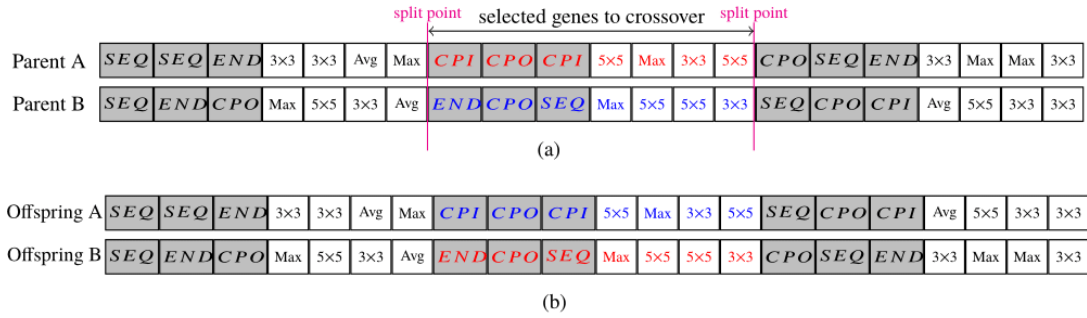 split point selected genes to crossover split point
Parent A SEQ SEQ END 3×3 3×3 Avg Max CPI CPO CPI 5×5 Max 3×3 5×5 CPO SEQ END 3×3 Max Max 3×3
Parent B SEQ END CPO Max 5×5 3×3 Avg END CPO SEQ Max 5×5 5×5 3×3 SEQ CPO CPI Avg 5×5 3×3 3×3
(a)
Offspring A SEQ SEQ END 3×3 3×3 Avg Max CPI CPO CPI 5×5 Max 3×3 5×5 SEQ CPO CPI Avg 5×5 3×3 3×3
Offspring B SEQ END CPO Max 5×5 3×3 Avg END CPO SEQ Max 5×5 5×5 3×3 CPO SEQ END 3×3 Max Max 3×3
(b)